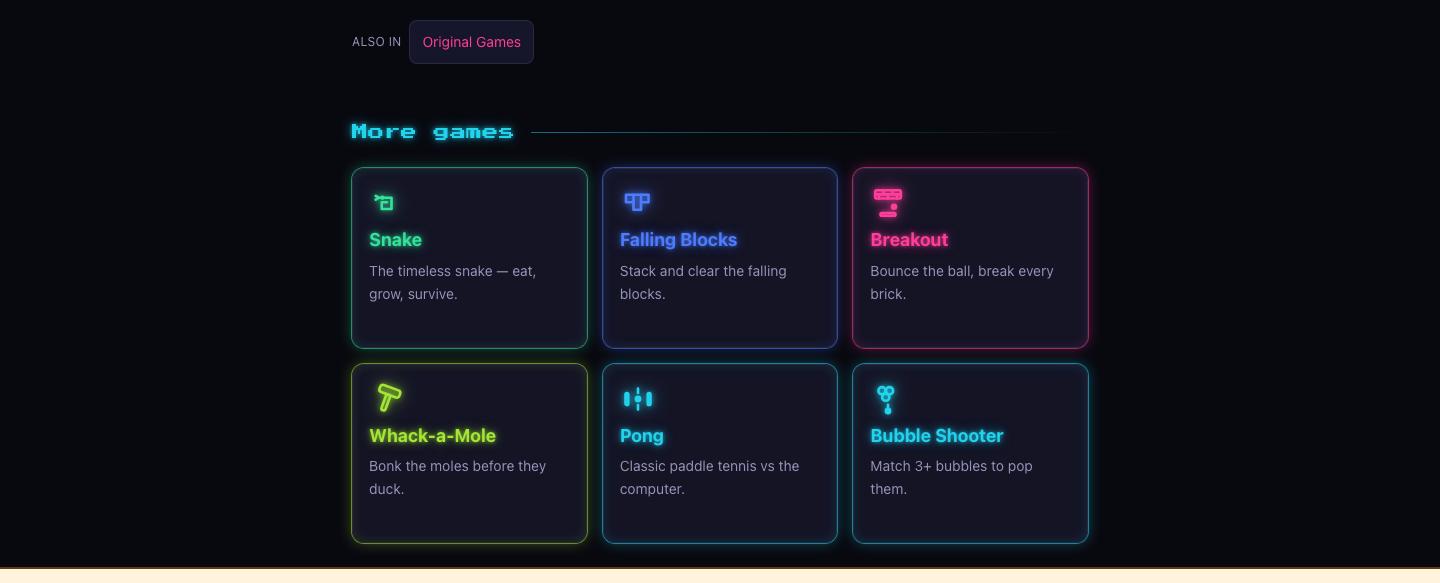 ALSO IN Original Games
More games
Snake
The timeless snake — eat,
grow, survive.
Falling Blocks
Stack and clear the falling
blocks.
Breakout
Bounce the ball, break every
brick.
Whack-a-Mole
Bonk the moles before they
duck.
Pong
Classic paddle tennis vs the
computer.
Bubble Shooter
Match 3+ bubbles to pop
them.